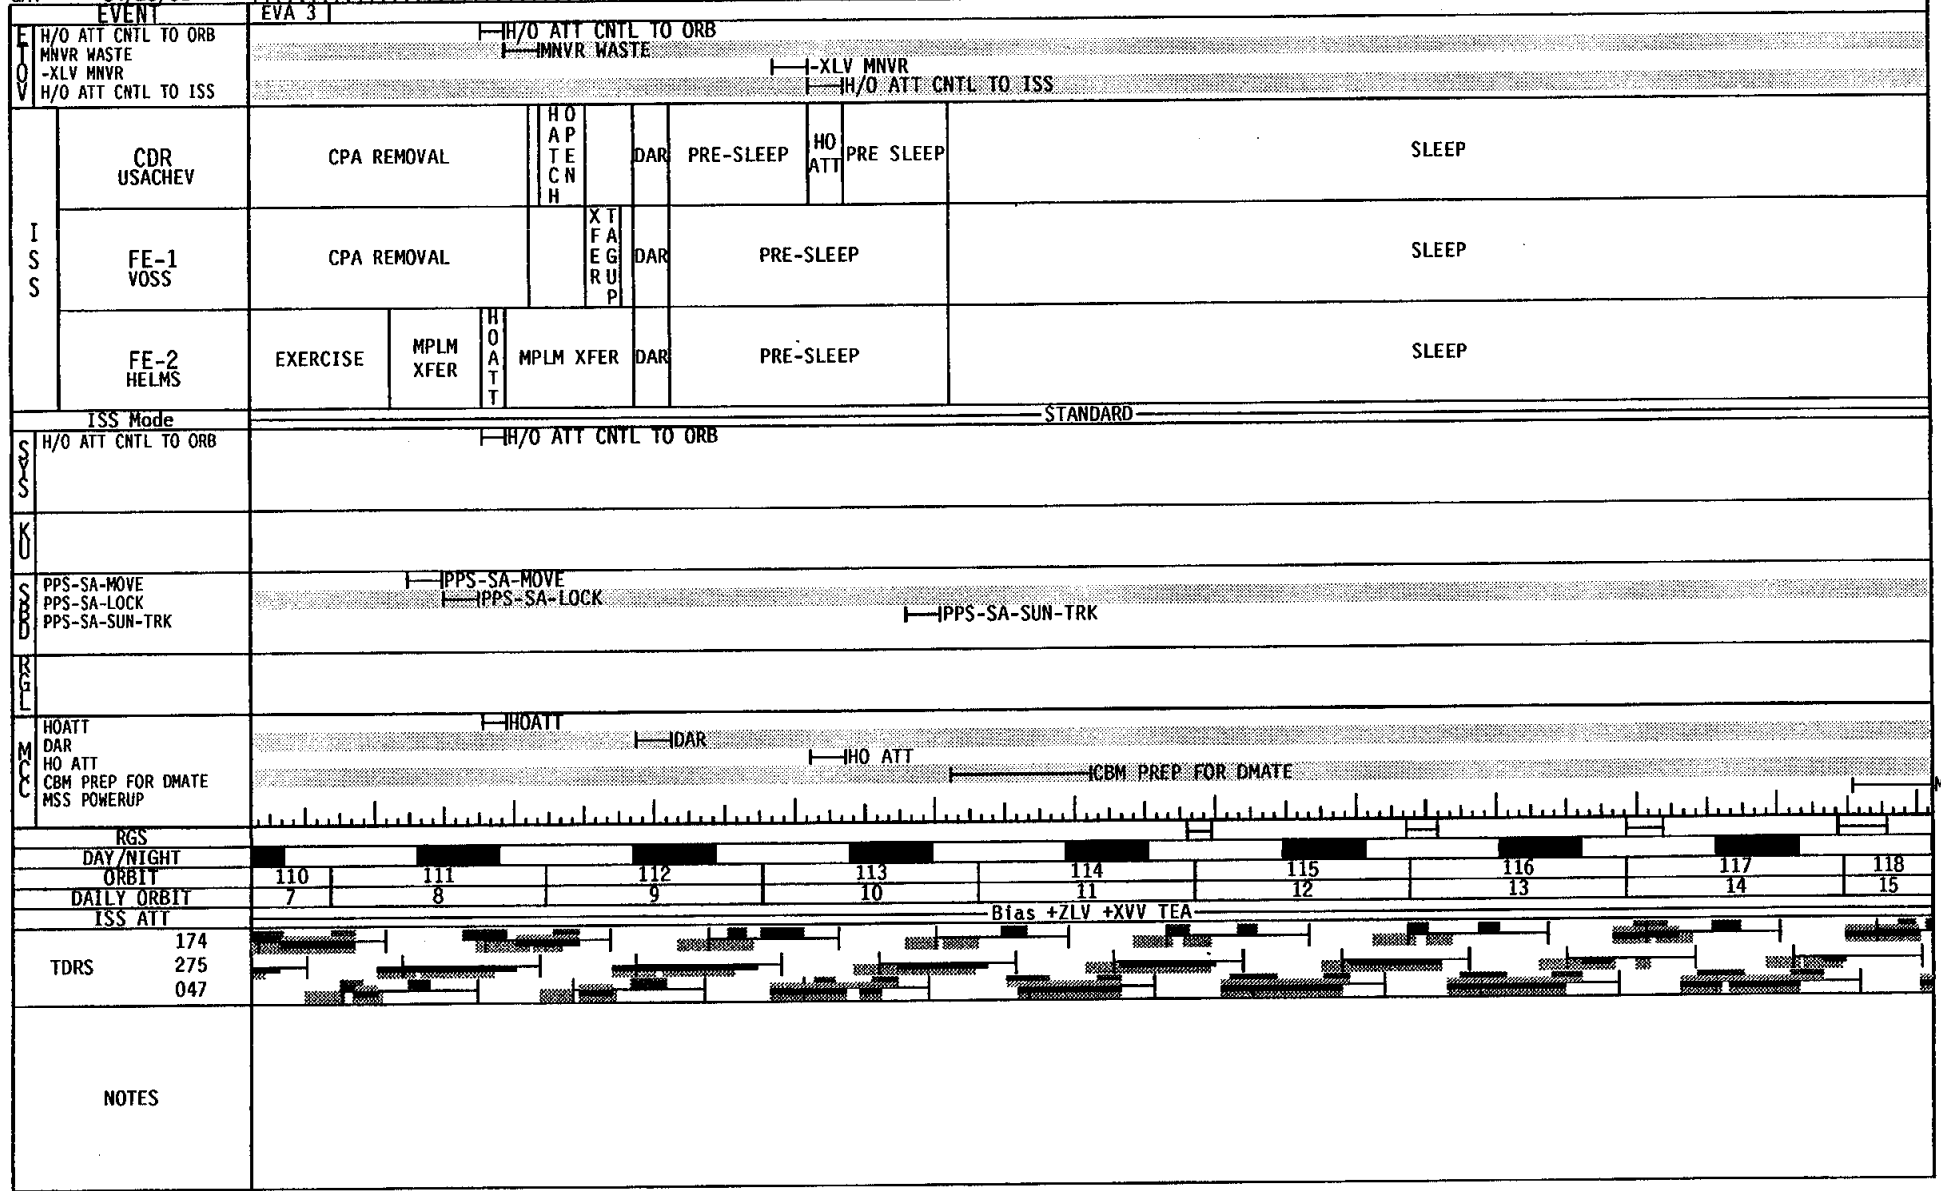 EVENT EVA 3
ETOV
H/O ATT CNTL TO ORB H/O ATT CNTL TO ORB
MNVR WASTE MNVR WASTE
-XLV MNVR -XLV MNVR
H/O ATT CNTL TO ISS H/O ATT CNTL TO ISS
ISS
CDR USACHEV
CPA REMOVAL
HATCH OPEN
DAR
PRE-SLEEP
HO ATT
PRE SLEEP
SLEEP
FE-1 VOSS
CPA REMOVAL
XFER TAGUP
DAR
PRE-SLEEP
SLEEP
FE-2 HELMS
EXERCISE
MPLM XFER
HOATT
MPLM XFER
DAR
PRE-SLEEP
SLEEP
ISS Mode STANDARD
SYS
H/O ATT CNTL TO ORB H/O ATT CNTL TO ORB
KU
SBD
PPS-SA-MOVE PPS-SA-MOVE
PPS-SA-LOCK PPS-SA-LOCK
PPS-SA-SUN-TRK PPS-SA-SUN-TRK
RGL
MCC
HOATT HOATT
DAR DAR
HO ATT HO ATT
CBM PREP FOR DMATE CBM PREP FOR DMATE
MSS POWERUP
RGS
DAY/NIGHT
ORBIT 110 111 112 113 114 115 116 117 118
DAILY ORBIT 7 8 9 10 11 12 13 14 15
ISS ATT Bias +ZLV +XVV TEA
TDRS
174
275
047
NOTES